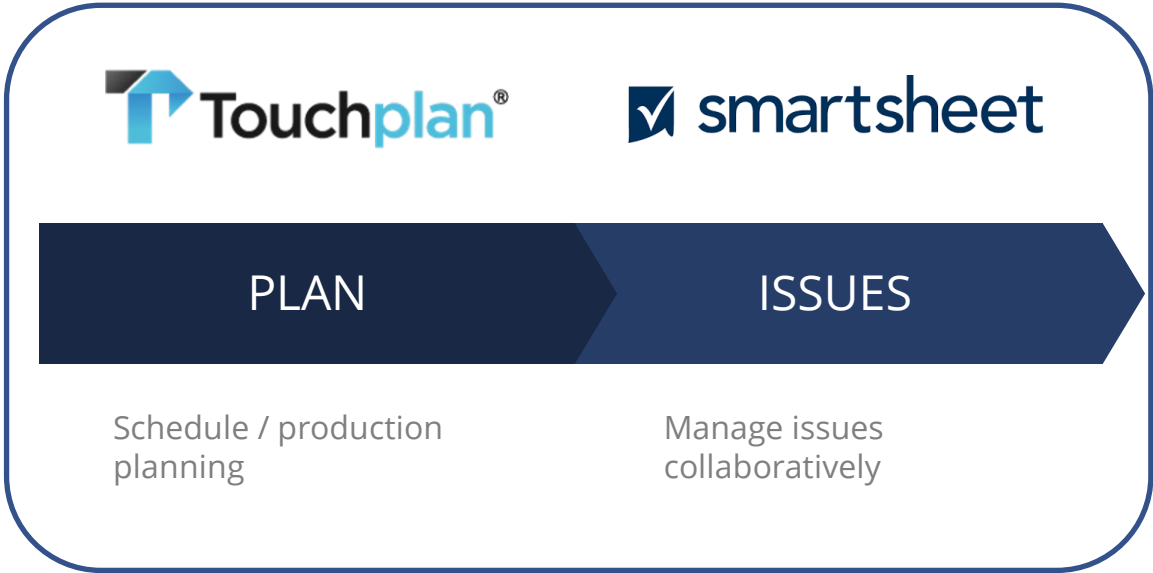 Touchplan®
smartsheet
PLAN
ISSUES
Schedule / production
planning
Manage issues
collaboratively